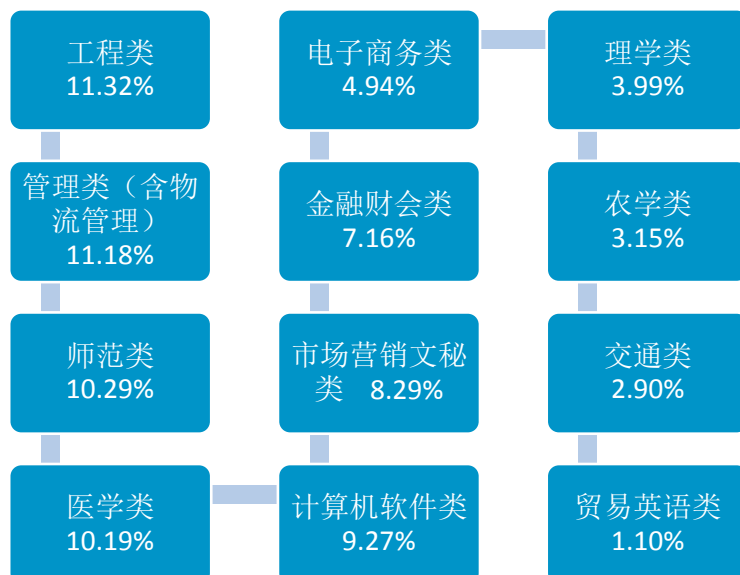 工程类
11.32%
管理类（含物
流管理）
11.18%
师范类
10.29%
医学类
10.19%
计算机软件类
9.27%
市场营销文秘
类 8.29%
金融财会类
7.16%
电子商务类
4.94%
理学类
3.99%
农学类
3.15%
交通类
2.90%
贸易英语类
1.10%